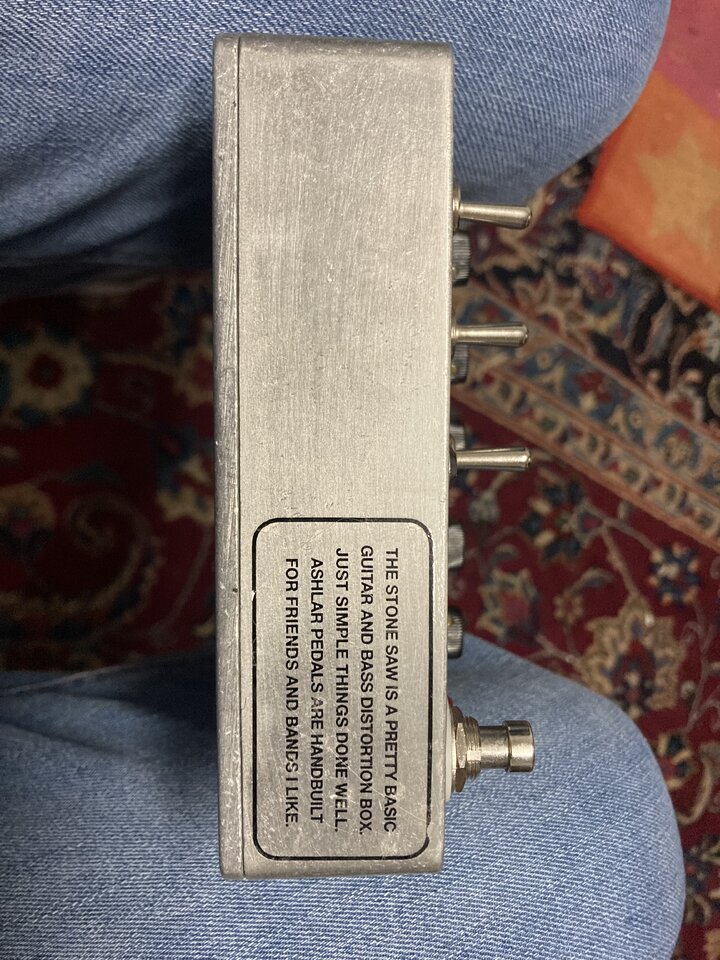 THE STONE SAW IS A PRETTY BASIC
GUITAR AND BASS DISTORTION BOX.
JUST SIMPLE THINGS DONE WELL.
ASHLAR PEDALS ARE HANDBUILT
FOR FRIENDS AND BANDS I LIKE.